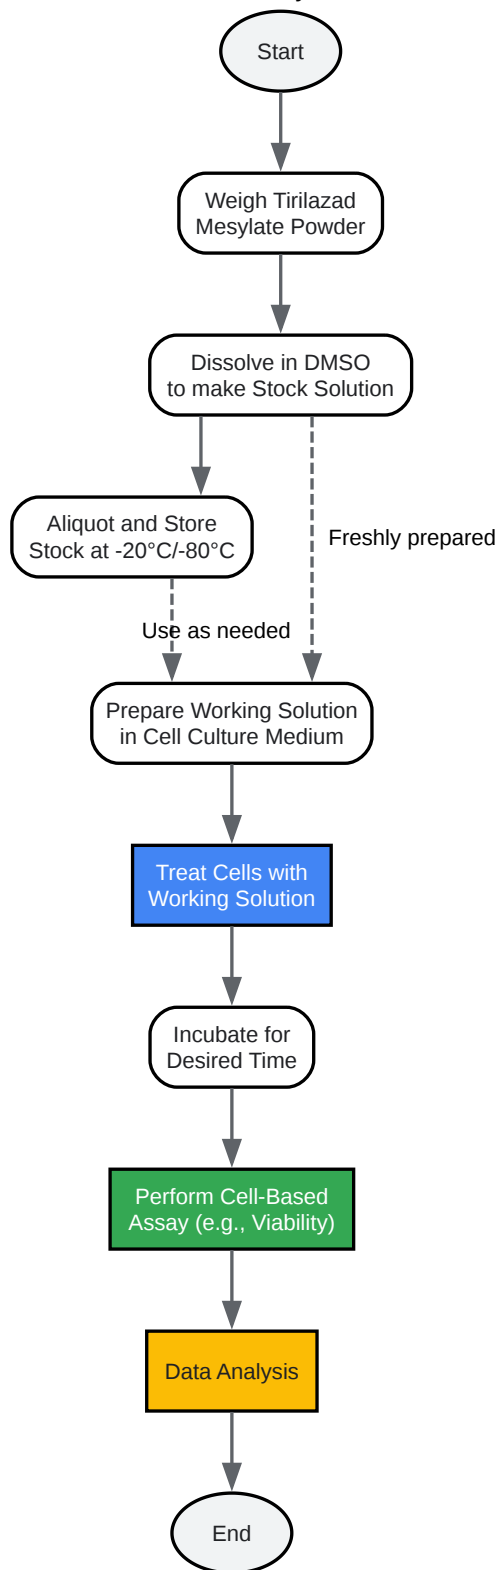 Start
Weigh Tirilazad
Mesylate Powder
Dissolve in DMSO
to make Stock Solution
Aliquot and Store
Stock at -20°C/-80°C
Freshly prepared
Use as needed
Prepare Working Solution
in Cell Culture Medium
Treat Cells with
Working Solution
Incubate for
Desired Time
Perform Cell-Based
Assay (e.g., Viability)
Data Analysis
End